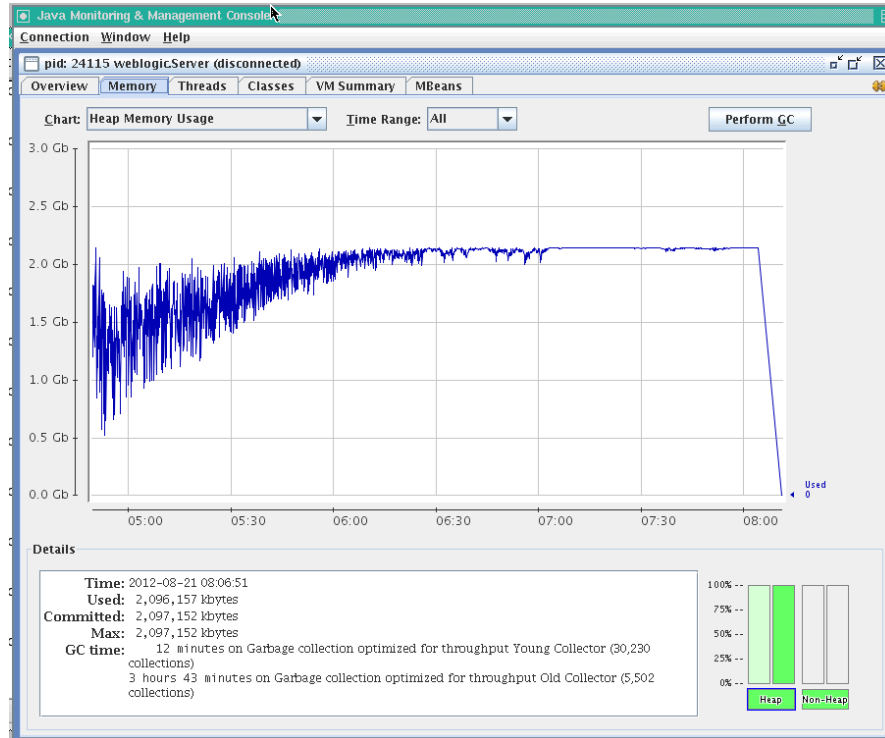 Java Monitoring & Management Console
Connection Window Help
pid: 24115 weblogic.Server (disconnected)
Overview Memory Threads Classes VM Summary MBeans
Chart: Heap Memory Usage Time Range: All Perform GC
3.0 Gb
2.5 Gb
2.0 Gb
1.5 Gb
1.0 Gb
0.5 Gb
0.0 Gb
Used
0
05:00 05:30 06:00 06:30 07:00 07:30 08:00
Details
Time: 2012-08-21 08:06:51
Used: 2,096,157 kbytes
Committed: 2,097,152 kbytes
Max: 2,097,152 kbytes
GC time: 12 minutes on Garbage collection optimized for throughput Young Collector (30,230
collections)
3 hours 43 minutes on Garbage collection optimized for throughput Old Collector (5,502
collections)
100% --
75% --
50% --
25% --
0% --
Heap Non-Heap